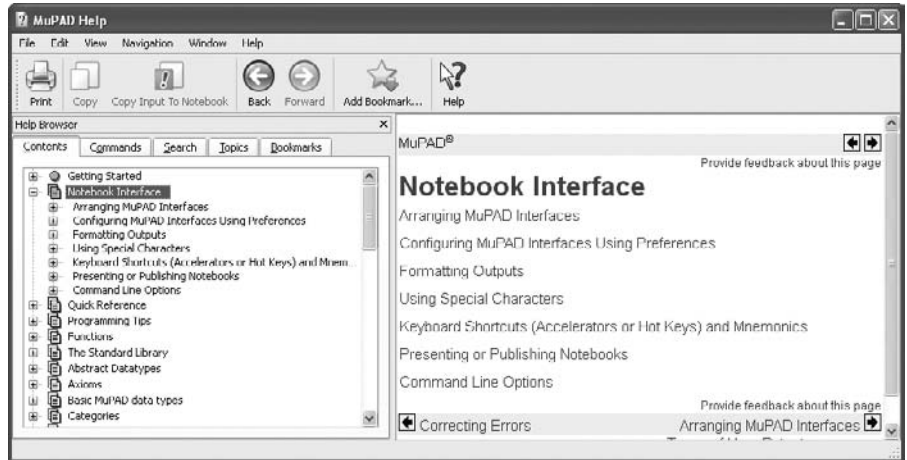 MuPAD Help
File Edit View Navigation Window Help
Print Copy Copy Input To Notebook Back Forward Add Bookmark... Help
Help Browser
Contents Commands Search Topics Bookmarks
Getting Started
Notebook Interface
Arranging MuPAD Interfaces
Configuring MuPAD Interfaces Using Preferences
Formatting Outputs
Using Special Characters
Keyboard Shortcuts (Accelerators or Hot Keys) and Mnem...
Presenting or Publishing Notebooks
Command Line Options
Quick Reference
Programming Tips
Functions
The Standard Library
Abstract Datatypes
Axioms
Basic MuPAD data types
Categories
MuPAD®
Provide feedback about this page
Notebook Interface
Arranging MuPAD Interfaces
Configuring MuPAD Interfaces Using Preferences
Formatting Outputs
Using Special Characters
Keyboard Shortcuts (Accelerators or Hot Keys) and Mnemonics
Presenting or Publishing Notebooks
Command Line Options
Provide feedback about this page
Correcting Errors Arranging MuPAD Interfaces